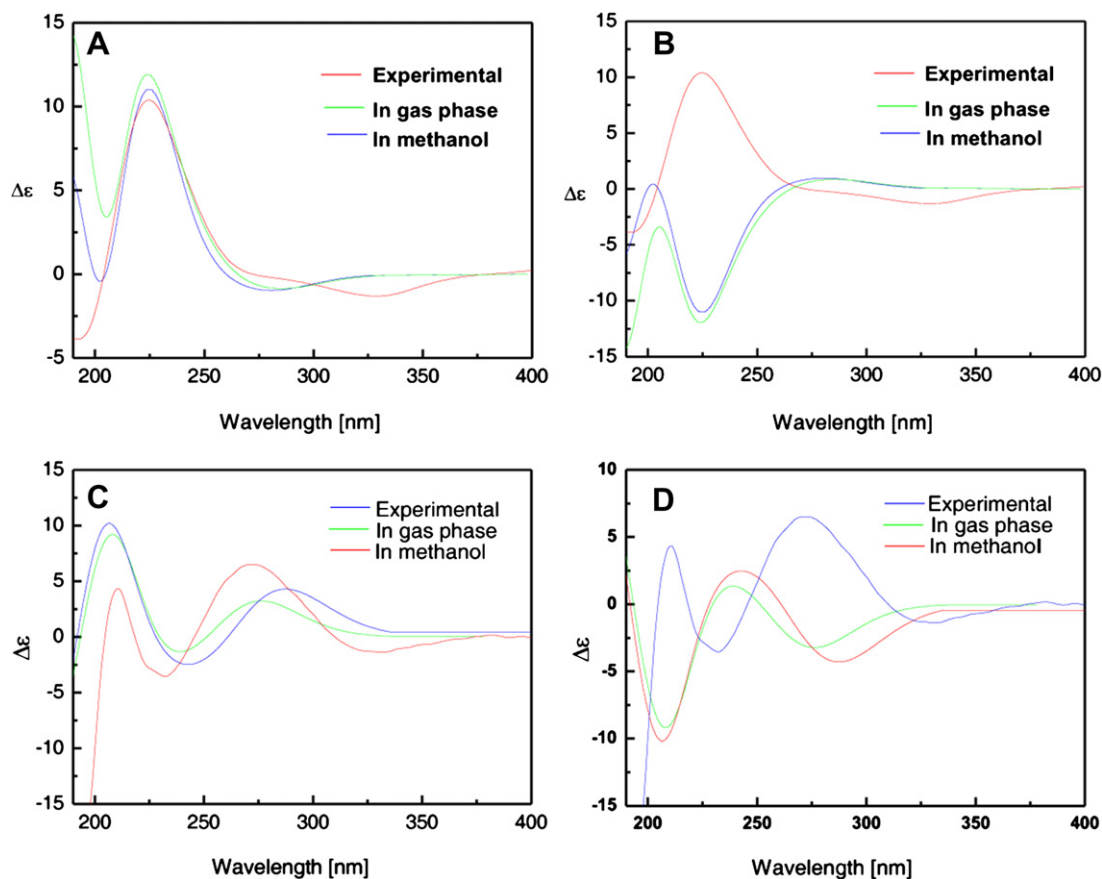 A
Experimental
In gas phase
In methanol
Δε
15
10
5
0
-5
200 250 300 350 400
Wavelength [nm]
B
Experimental
In gas phase
In methanol
Δε
15
10
5
0
-5
-10
-15
200 250 300 350 400
Wavelength [nm]
C
Experimental
In gas phase
In methanol
Δε
15
10
5
0
-5
-10
-15
200 250 300 350 400
Wavelength [nm]
D
Experimental
In gas phase
In methanol
Δε
10
5
0
-5
-10
-15
200 250 300 350 400
Wavelength [nm]